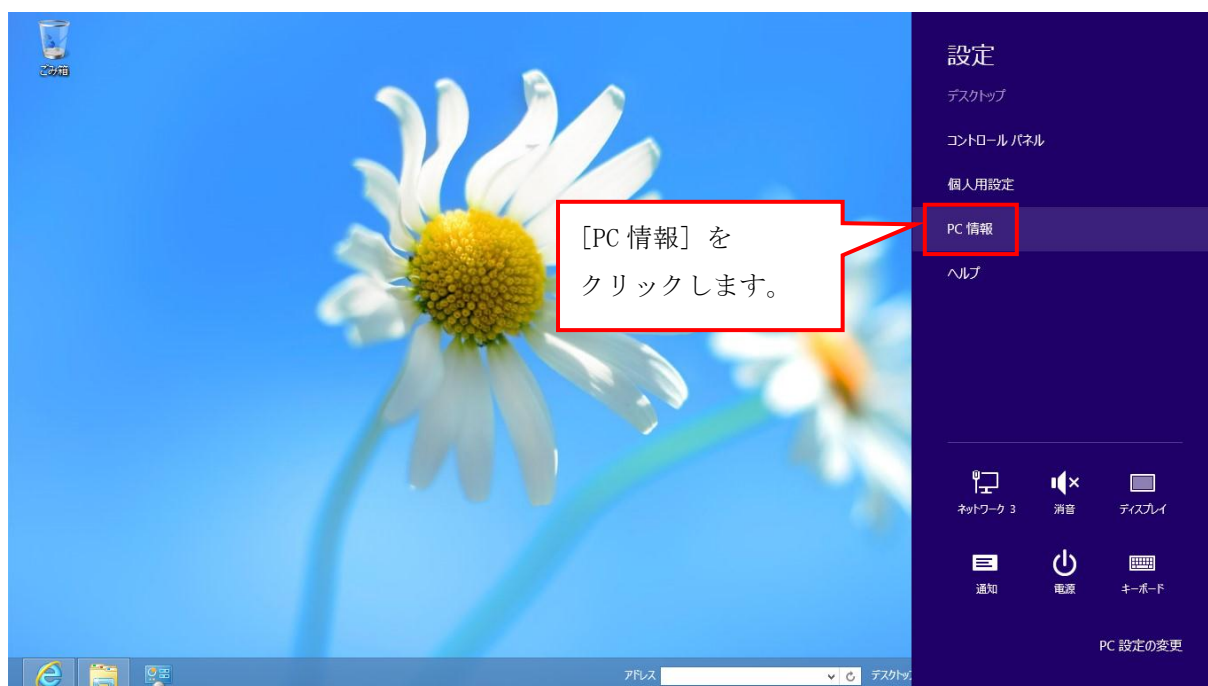 ごみ箱
設定
デスクトップ
コントロール パネル
個人用設定
PC 情報
ヘルプ
［PC 情報］を
クリックします。
ネットワーク 3
消音
ディスプレイ
通知
電源
キーボード
PC 設定の変更
アドレス
デスクトップ